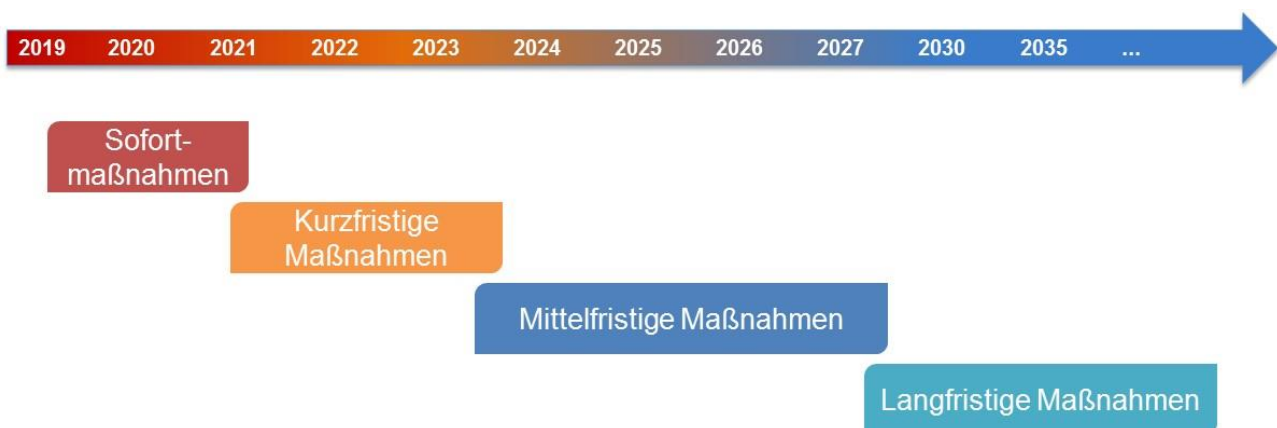 2019 2020 2021 2022 2023 2024 2025 2026 2027 2030 2035 ...
Sofort-
maßnahmen
Kurzfristige
Maßnahmen
Mittelfristige Maßnahmen
Langfristige Maßnahmen